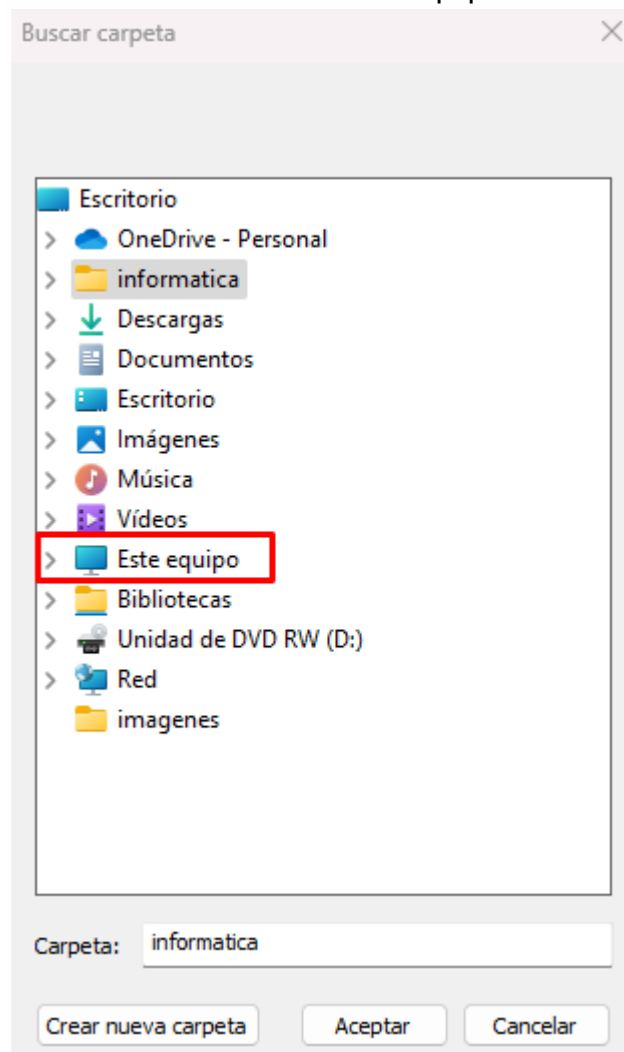 Buscar carpeta
Escritorio
OneDrive - Personal
informatica
Descargas
Documentos
Escritorio
Imágenes
Música
Vídeos
Este equipo
Bibliotecas
Unidad de DVD RW (D:)
Red
imagenes
Carpeta: informatica
Crear nueva carpeta Aceptar Cancelar